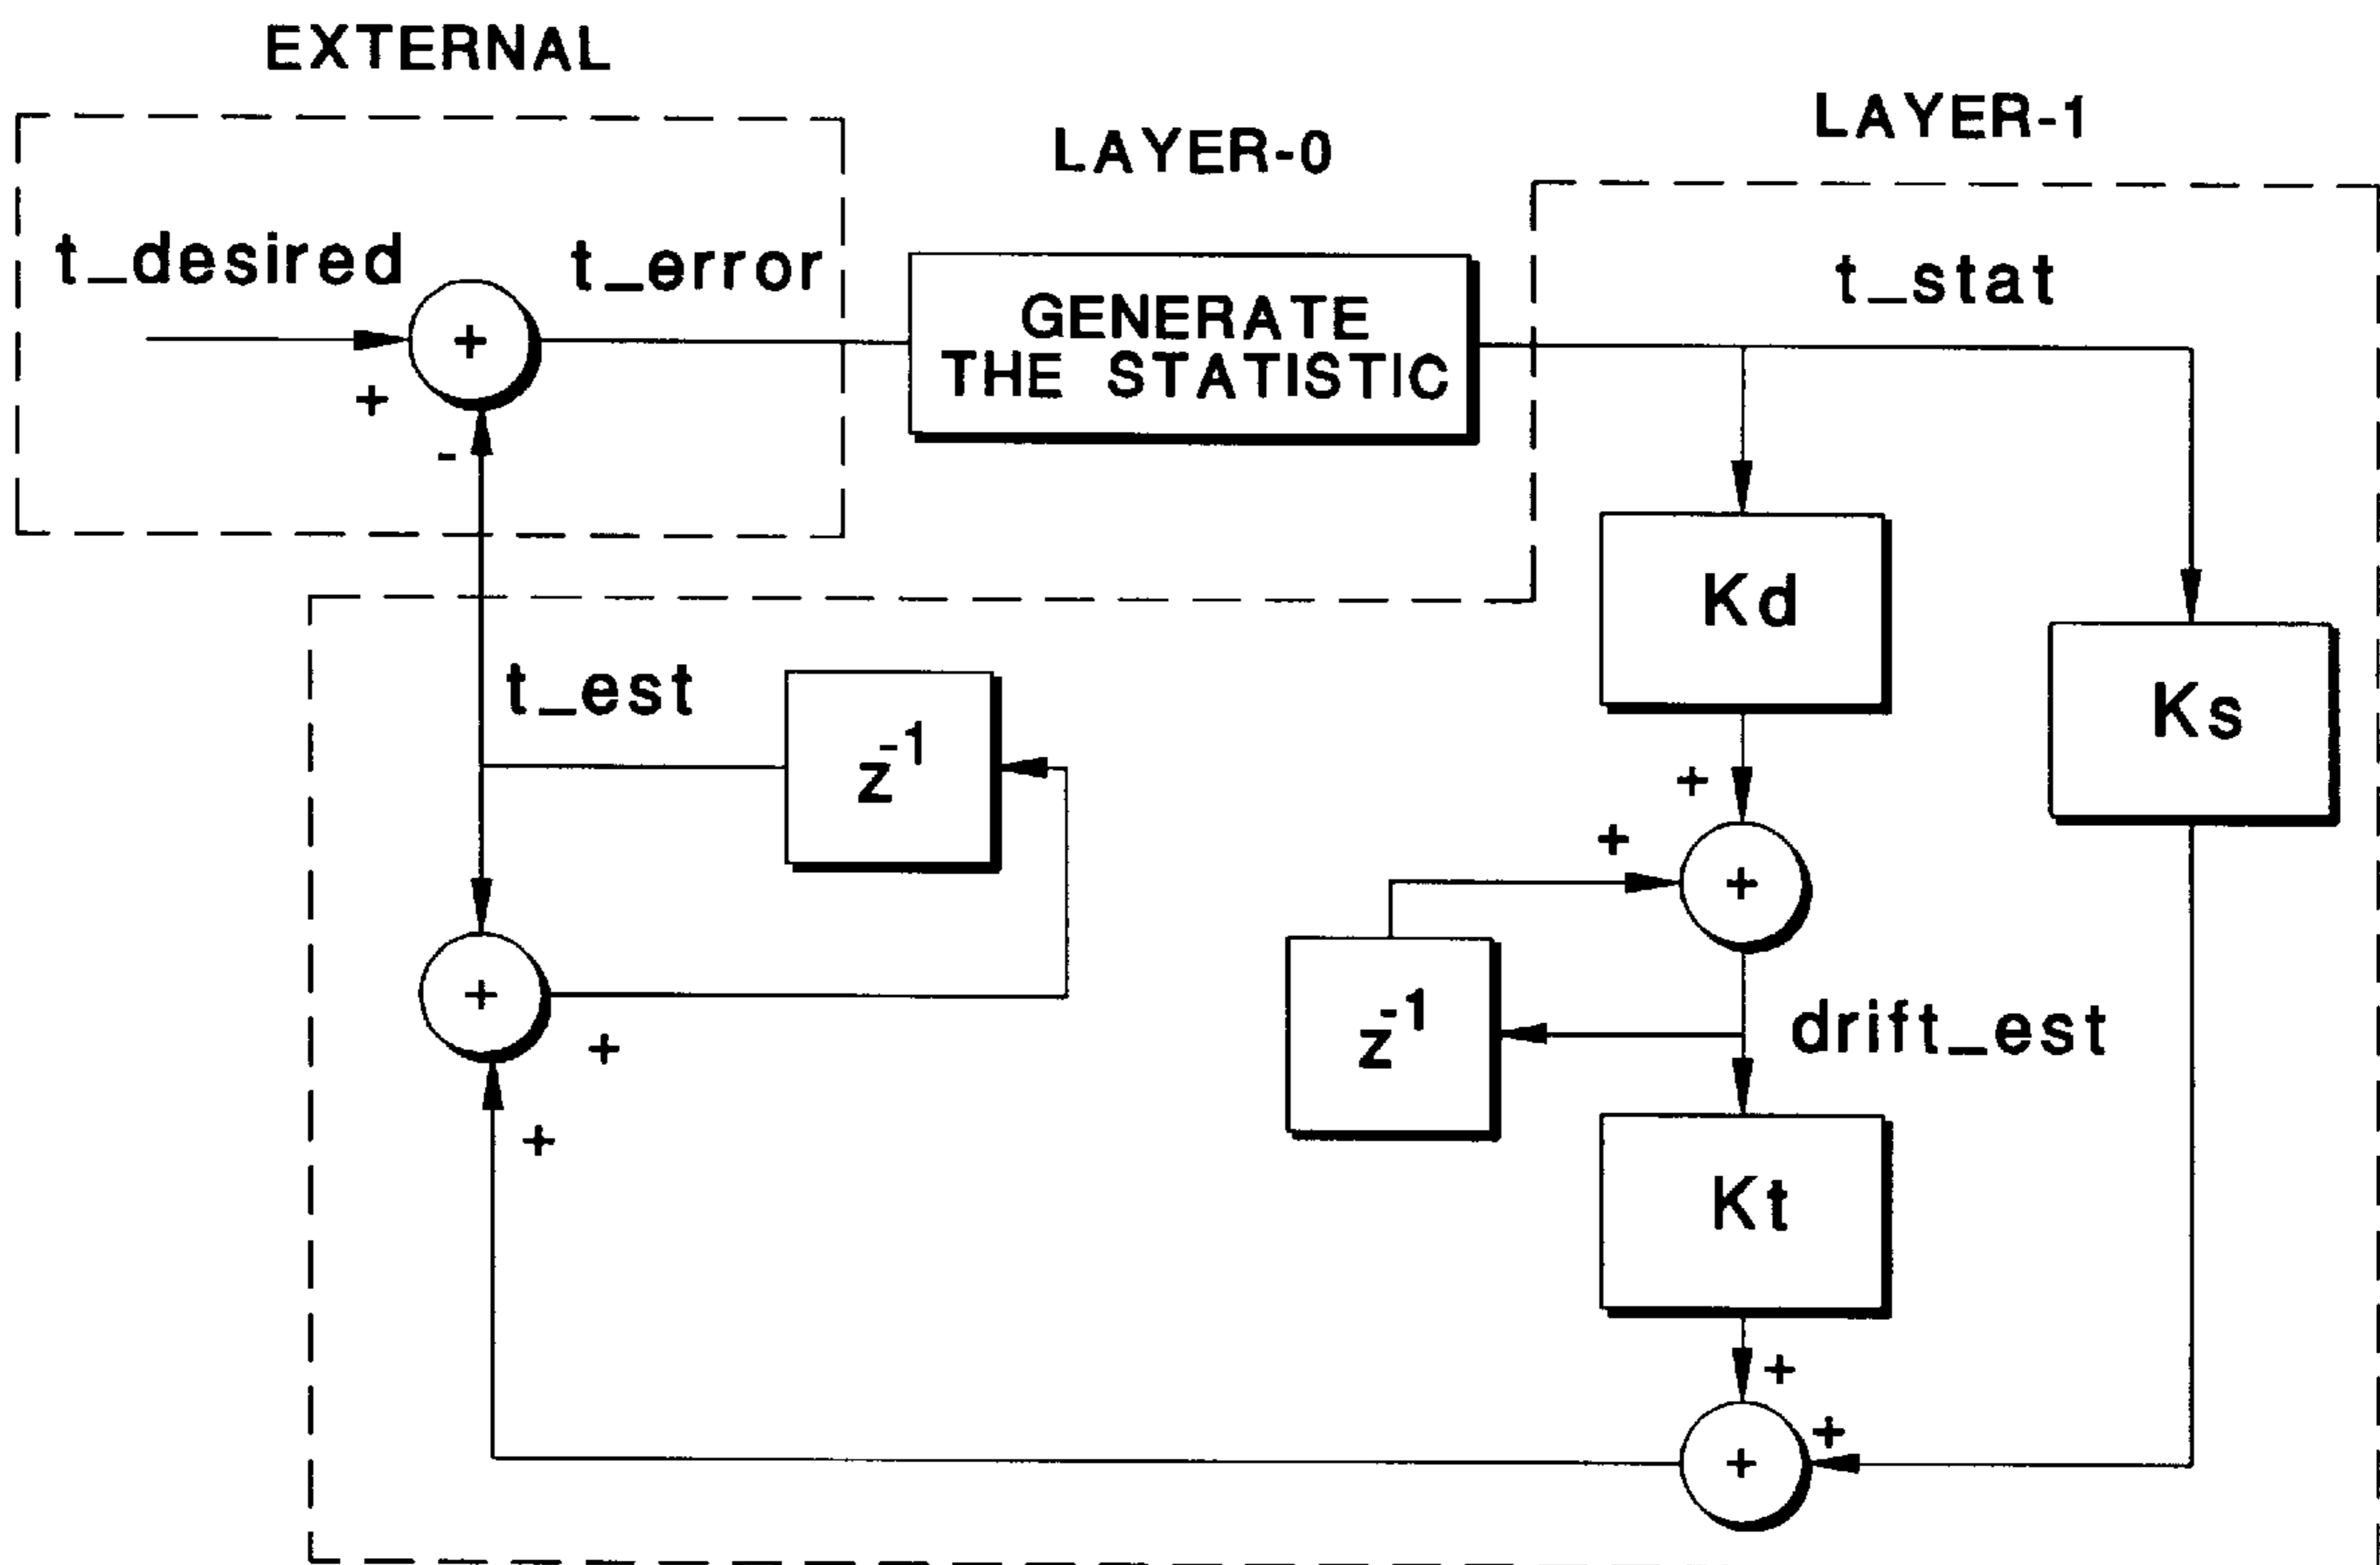 EXTERNAL
LAYER-0
LAYER-1
t_desired
t_error
t_stat
+
GENERATE
THE STATISTIC
+
-
Kd
Ks
t_est
z-1
+
+
+
+
+
z-1
drift_est
+
Kt
+
+
+